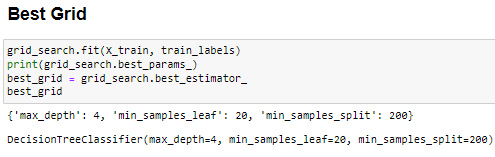 Best Grid
grid_search.fit(X_train, train_labels)
print(grid_search.best_params_)
best_grid = grid_search.best_estimator_
best_grid
{'max_depth': 4, 'min_samples_leaf': 20, 'min_samples_split': 200}
DecisionTreeClassifier(max_depth=4, min_samples_leaf=20, min_samples_split=200)